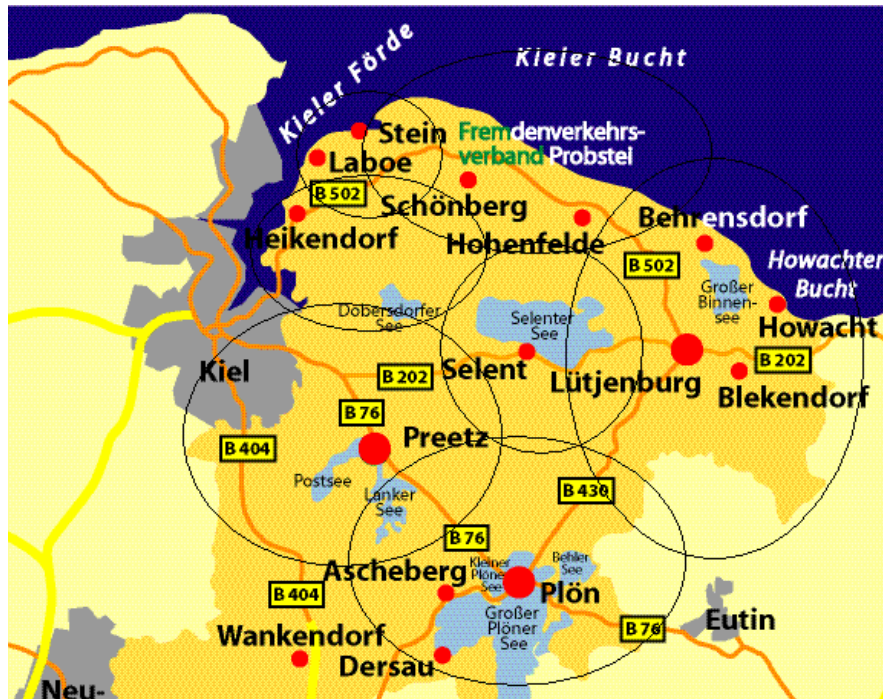 Kieler Förde
Kieler Bucht
Stein
Fremdenverkehrs-
verband Probstei
Laboe
B 502
Schönberg
Heikendorf
Hohenfelde
Behrensdorf
B 502
Howachter
Bucht
Großer
Binnen-
see
Dobersdorfer
See
Selenter
See
Howacht
Kiel
B 202
Selent
Lütjenburg
B 202
Blekendorf
B 76
B 404
Preetz
Postsee
Lanker
See
B 430
B 76
Kleiner
Plöner
See
Behler
See
Ascheberg
Plön
B 404
Großer
Plöner
See
Eutin
B 76
Wankendorf
Dersau
Neu-